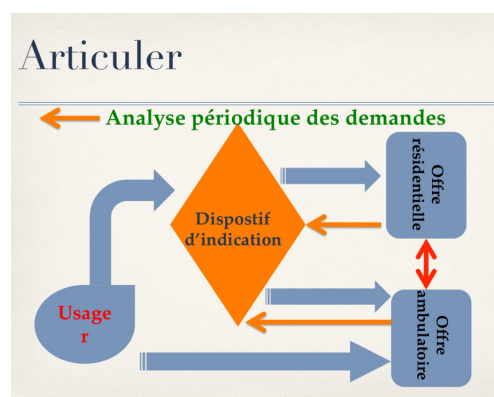 Articuler
Analyse périodique des demandes
Offre
résidentielle
Dispostif
d’indication
Usage
r
Offre
ambulatoire